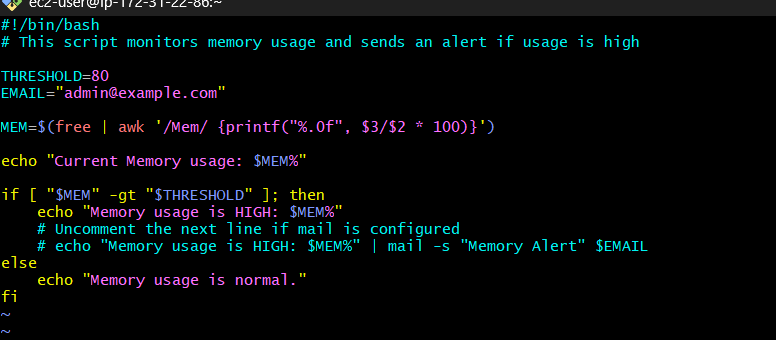 ec2-user@ip-172-31-22-86:~
#!/bin/bash
# This script monitors memory usage and sends an alert if usage is high
THRESHOLD=80
EMAIL="admin@example.com"
MEM=$(free | awk '/Mem/ {printf("%.0f", $3/$2 * 100)}')
echo "Current Memory usage: $MEM%"
if [ "$MEM" -gt "$THRESHOLD" ]; then
    echo "Memory usage is HIGH: $MEM%"
    # Uncomment the next line if mail is configured
    # echo "Memory usage is HIGH: $MEM%" | mail -s "Memory Alert" $EMAIL
else
    echo "Memory usage is normal."
fi
~
~